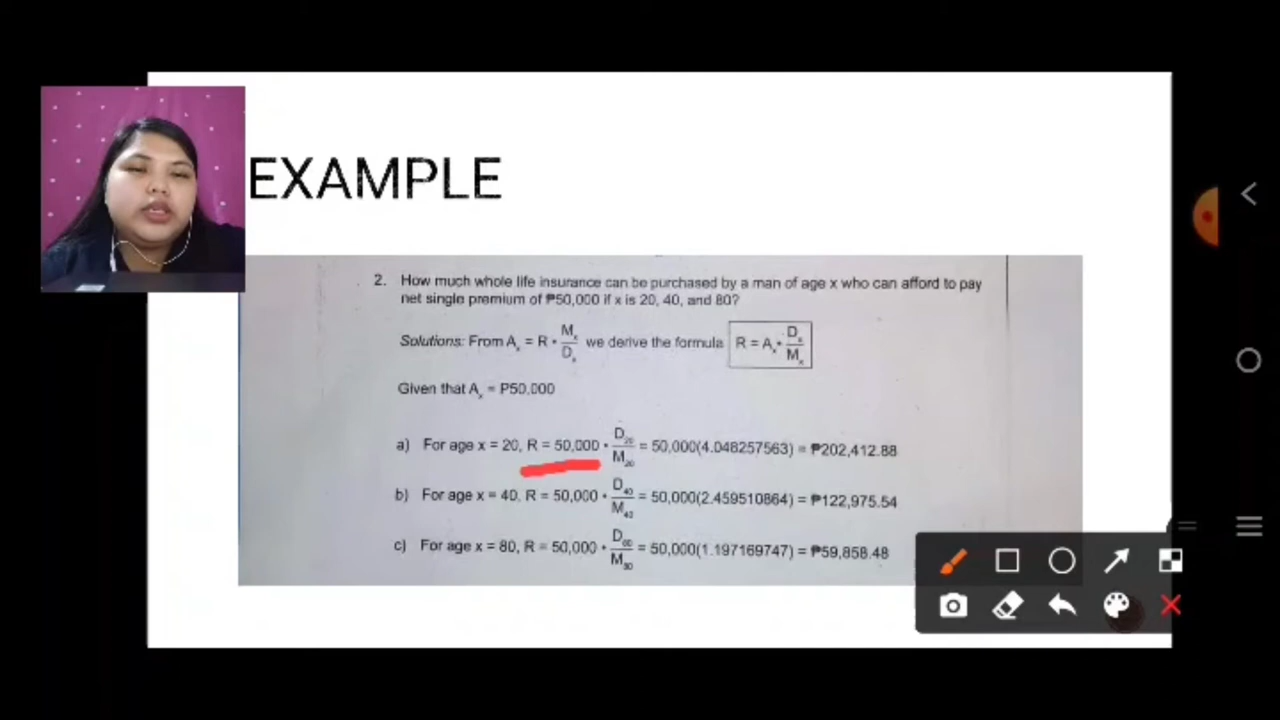 EXAMPLE
2. How much whole life insurance can be purchased by a man of age x who can afford to pay
net single premium of ₱50,000 if x is 20, 40, and 80?
Solutions: From Aₓ = R • Mₓ/Dₓ we derive the formula R = Aₓ • Dₓ/Mₓ
Given that Aₓ = P50,000
a) For age x = 20, R = 50,000 • D₂₀/M₂₀ = 50,000(4.048257563) = ₱202,412.88
b) For age x = 40, R = 50,000 • D₄₀/M₄₀ = 50,000(2.459510864) = ₱122,975.54
c) For age x = 80, R = 50,000 • D₈₀/M₈₀ = 50,000(1.197169747) = ₱59,858.48